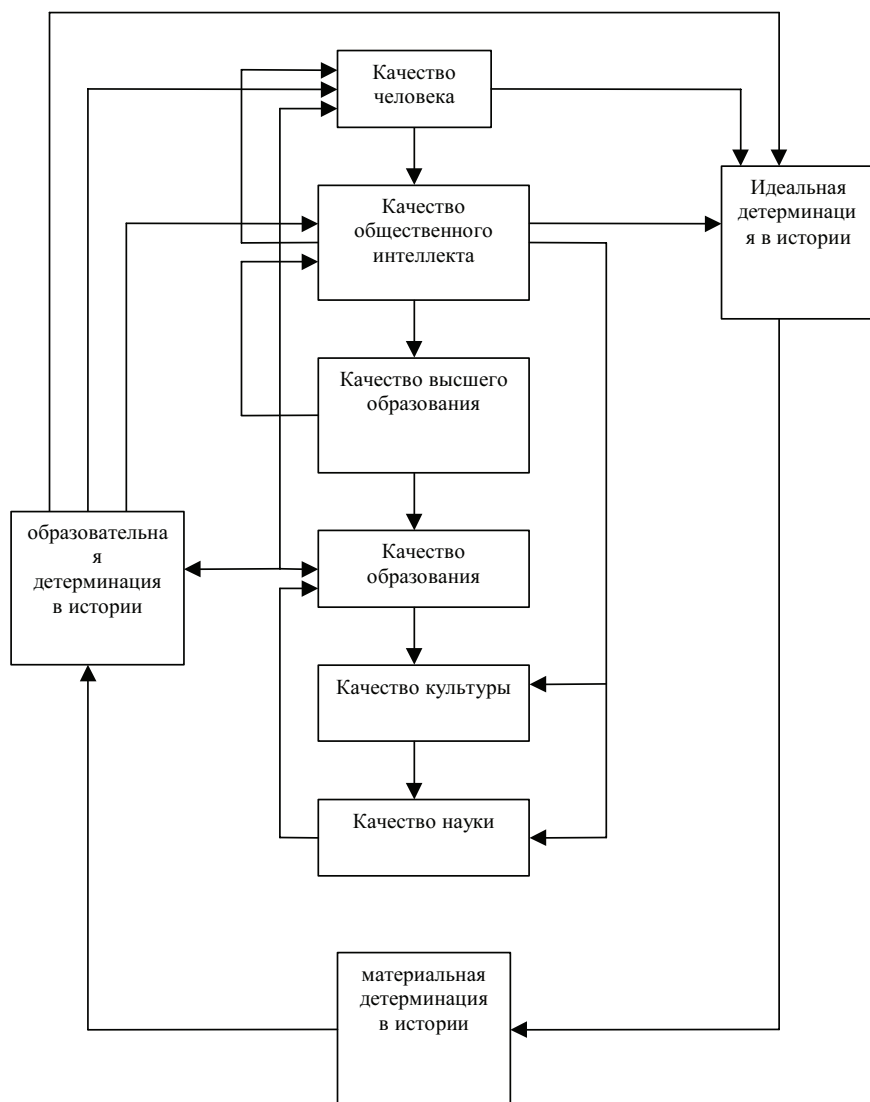 Качество
человека
Качество
общественного
интеллекта
Идеальная
детерминаци
я в истории
Качество высшего
образования
образовательна
я
детерминация
в истории
Качество
образования
Качество культуры
Качество науки
материальная
детерминация
в истории